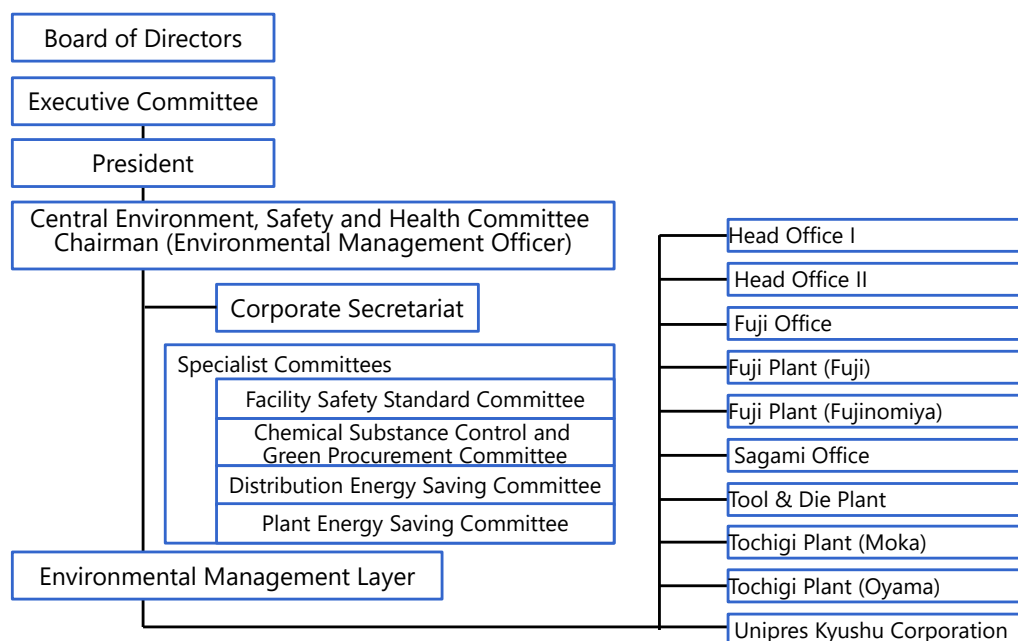 Board of Directors
Executive Committee
President
Central Environment, Safety and Health Committee
Chairman (Environmental Management Officer)
Corporate Secretariat
Specialist Committees
Facility Safety Standard Committee
Chemical Substance Control and
Green Procurement Committee
Distribution Energy Saving Committee
Plant Energy Saving Committee
Environmental Management Layer
Head Office I
Head Office II
Fuji Office
Fuji Plant (Fuji)
Fuji Plant (Fujinomiya)
Sagami Office
Tool & Die Plant
Tochigi Plant (Moka)
Tochigi Plant (Oyama)
Unipres Kyushu Corporation